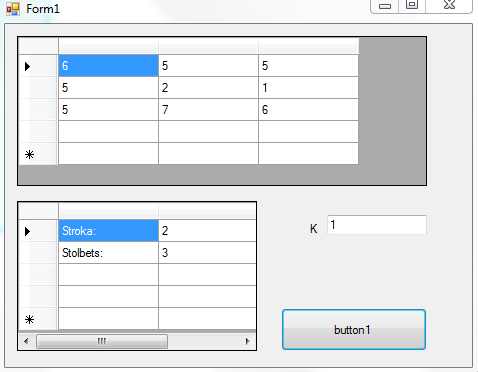 Form1
6 5 5
5 2 1
5 7 6
Stroka: 2
Stolbets: 3
K 1
button1